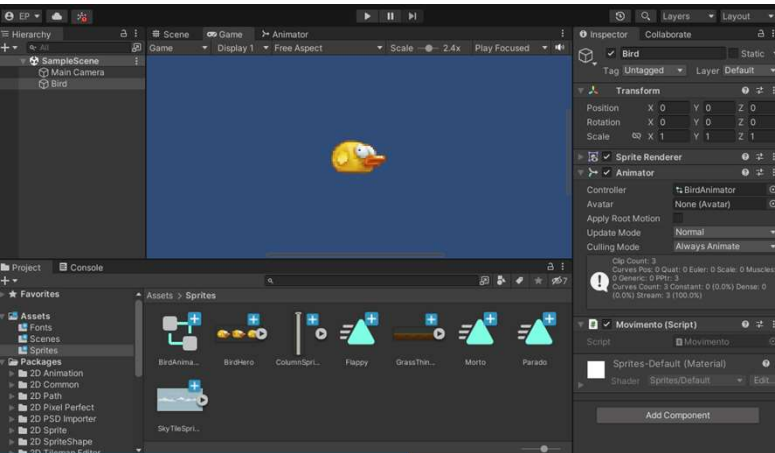 EP
Layers
Layout
Hierarchy
All
SampleScene
Main Camera
Bird
Scene
Game
Animator
Game
Display 1
Free Aspect
Scale
2.4x
Play Focused
Inspector
Collaborate
Bird
Static
Tag
Untagged
Layer
Default
Transform
Position
X 0
Y 0
Z 0
Rotation
X 0
Y 0
Z 0
Scale
X 1
Y 1
Z 1
Sprite Renderer
Animator
Controller
BirdAnimator
Avatar
None (Avatar)
Apply Root Motion
Update Mode
Normal
Culling Mode
Always Animate
Clip Count: 3
Curves Pos: 0 Quat: 0 Euler: 0 Scale: 0 Muscles
0 Generic: 0 PPtr: 3
Curves Count: 3 Constant: 0 (0.0%) Dense: 0
(0.0%) Stream: 3 (100.0%)
Movimento (Script)
Script
Movimento
Sprites-Default (Material)
Shader
Sprites/Default
Edit...
Add Component
Project
Console
7
Favorites
Assets
Fonts
Scenes
Sprites
Packages
2D Animation
2D Common
2D Path
2D Pixel Perfect
2D PSD Importer
2D Sprite
2D SpriteShape
2D Tilemap Editor
Assets > Sprites
BirdAnima...
BirdHero
ColumnSpri...
Flappy
GrassThin...
Morto
Parado
SkyTileSpri...